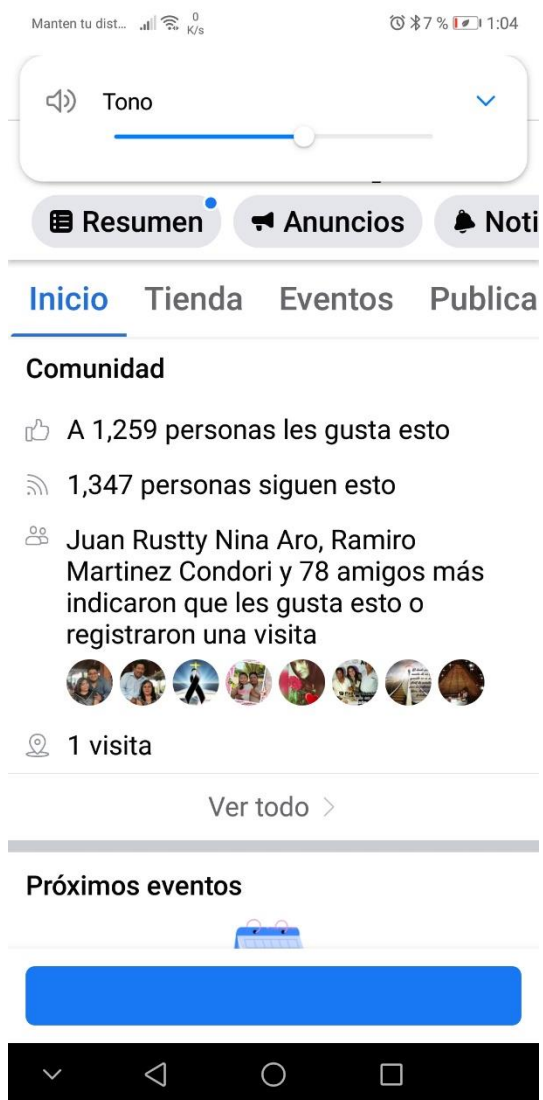 Manten tu dist... 0 K/s 7 % 1:04
Tono
Resumen Anuncios Noti
Inicio Tienda Eventos Publica
Comunidad
A 1,259 personas les gusta esto
1,347 personas siguen esto
Juan Rustty Nina Aro, Ramiro
Martinez Condori y 78 amigos más
indicaron que les gusta esto o
registraron una visita
1 visita
Ver todo
Próximos eventos